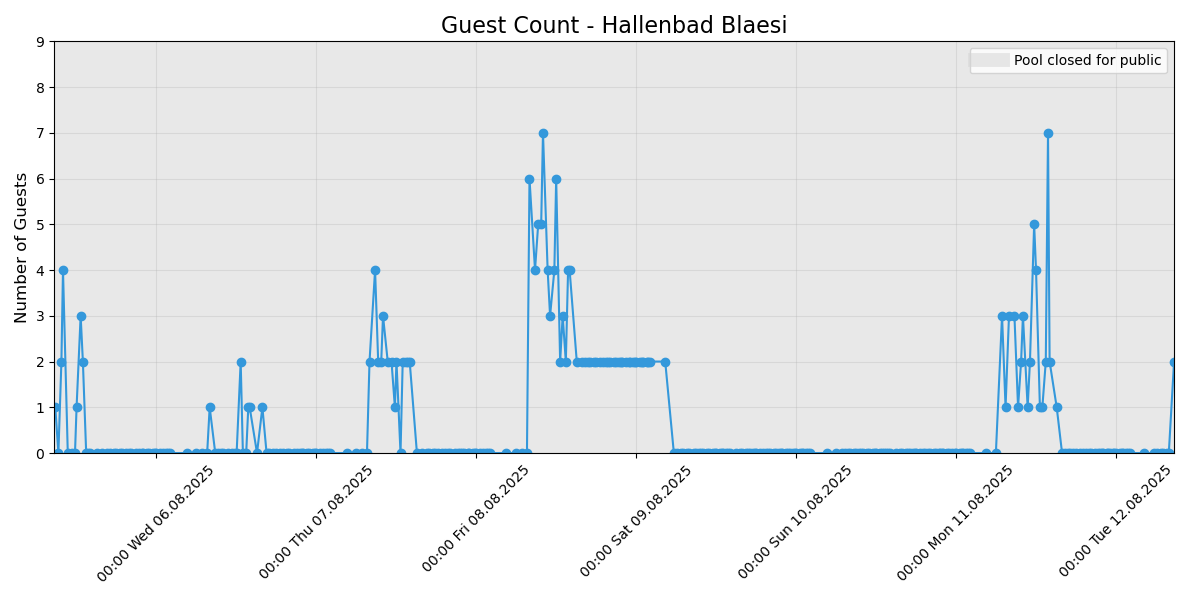 Guest Count - Hallenbad Blaesi
Pool closed for public
Number of Guests
9
8
7
6
5
4
3
2
1
0
00:00 Wed 06.08.2025
00:00 Thu 07.08.2025
00:00 Fri 08.08.2025
00:00 Sat 09.08.2025
00:00 Sun 10.08.2025
00:00 Mon 11.08.2025
00:00 Tue 12.08.2025